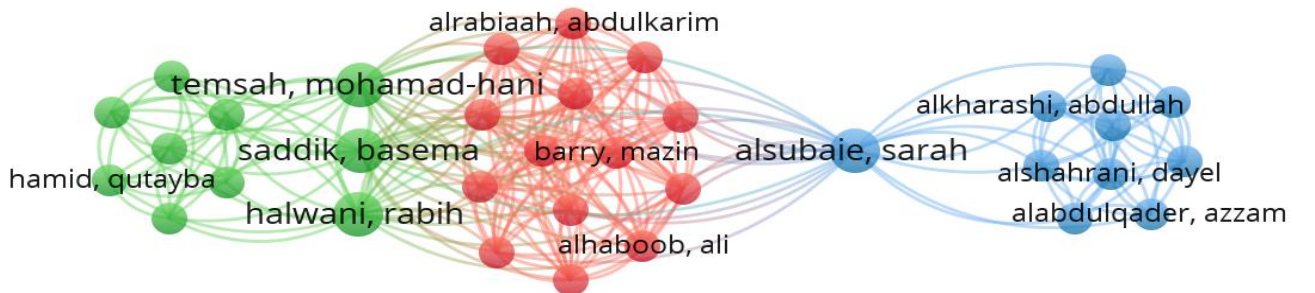 alrabiaah, abdulkarim
temsah, mohamad-hani
alkharashi, abdullah
saddik, basema
barry, mazin
alsubaie, sarah
hamid, qutayba
alshahrani, dayel
halwani, rabih
alabdulqader, azzam
alhaboob, ali